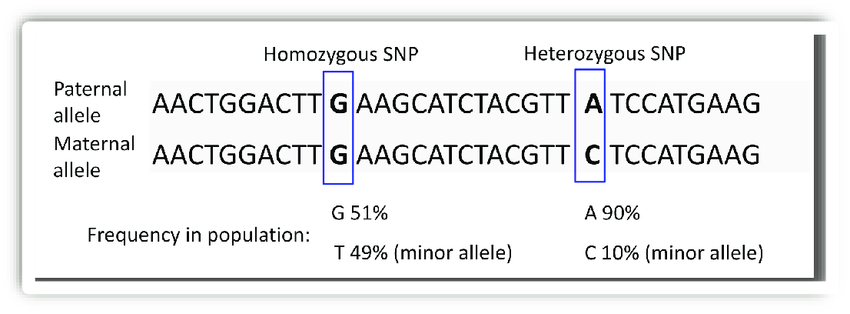 Homozygous SNP Heterozygous SNP
Paternal allele AACTGGACTT G AAGCATCTACGTT A TCCATGAAG
Maternal allele AACTGGACTT G AAGCATCTACGTT C TCCATGAAG
G 51% A 90%
Frequency in population:
T 49% (minor allele) C 10% (minor allele)